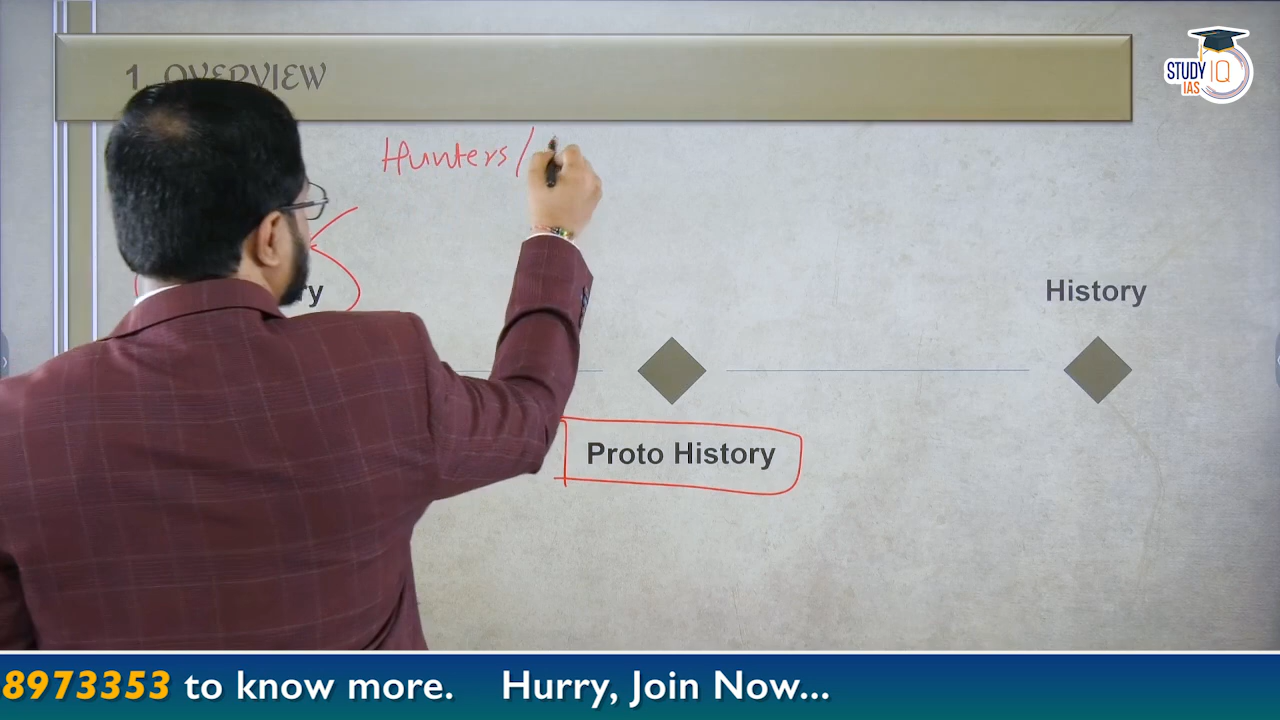 1. OVERVIEW
STUDY IQ
IAS
Hunters/
ry
History
Proto History
8973353 to know more. Hurry, Join Now...